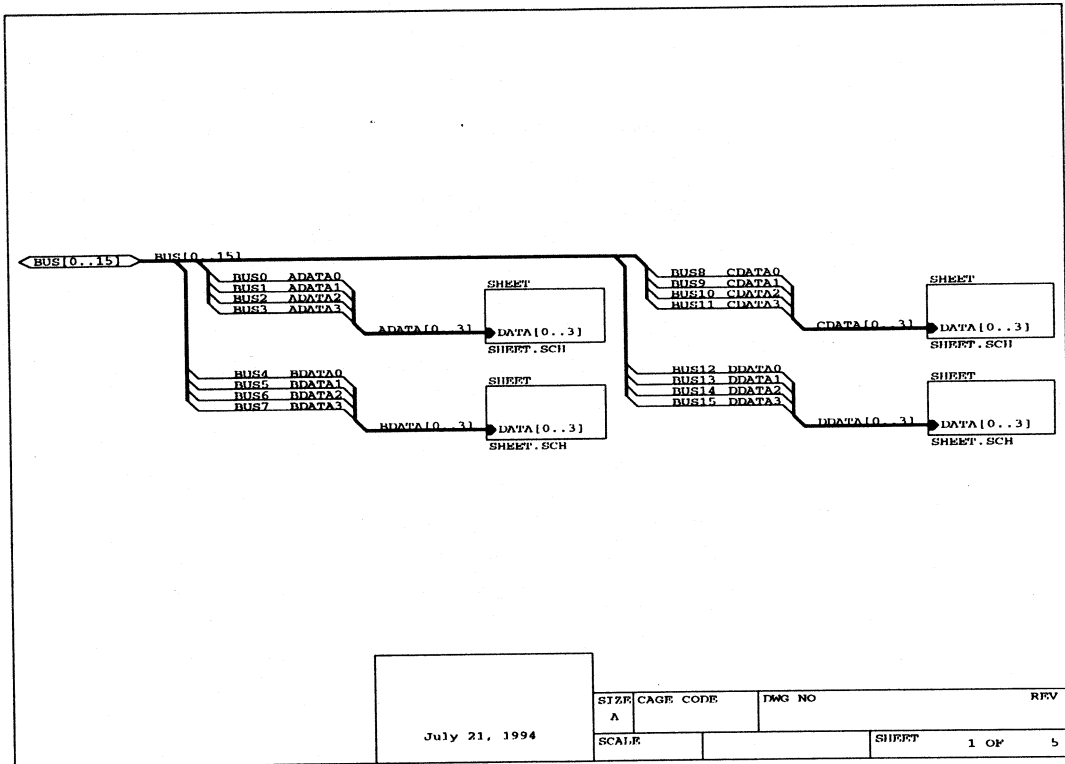 BUS[0..15] BUS[0..15]
BUS0 ADATA0
BUS1 ADATA1
BUS2 ADATA2
BUS3 ADATA3
ADATA[0..3]
SHEET
DATA[0..3]
SHEET.SCH
BUS4 BDATA0
BUS5 BDATA1
BUS6 BDATA2
BUS7 BDATA3
BDATA[0..3]
SHEET
DATA[0..3]
SHEET.SCH
BUS8 CDATA0
BUS9 CDATA1
BUS10 CDATA2
BUS11 CDATA3
CDATA[0..3]
SHEET
DATA[0..3]
SHEET.SCH
BUS12 DDATA0
BUS13 DDATA1
BUS14 DDATA2
BUS15 DDATA3
DDATA[0..3]
SHEET
DATA[0..3]
SHEET.SCH
July 21, 1994
SIZE CAGE CODE DWG NO REV
A
SCALE SHEET 1 OF 5